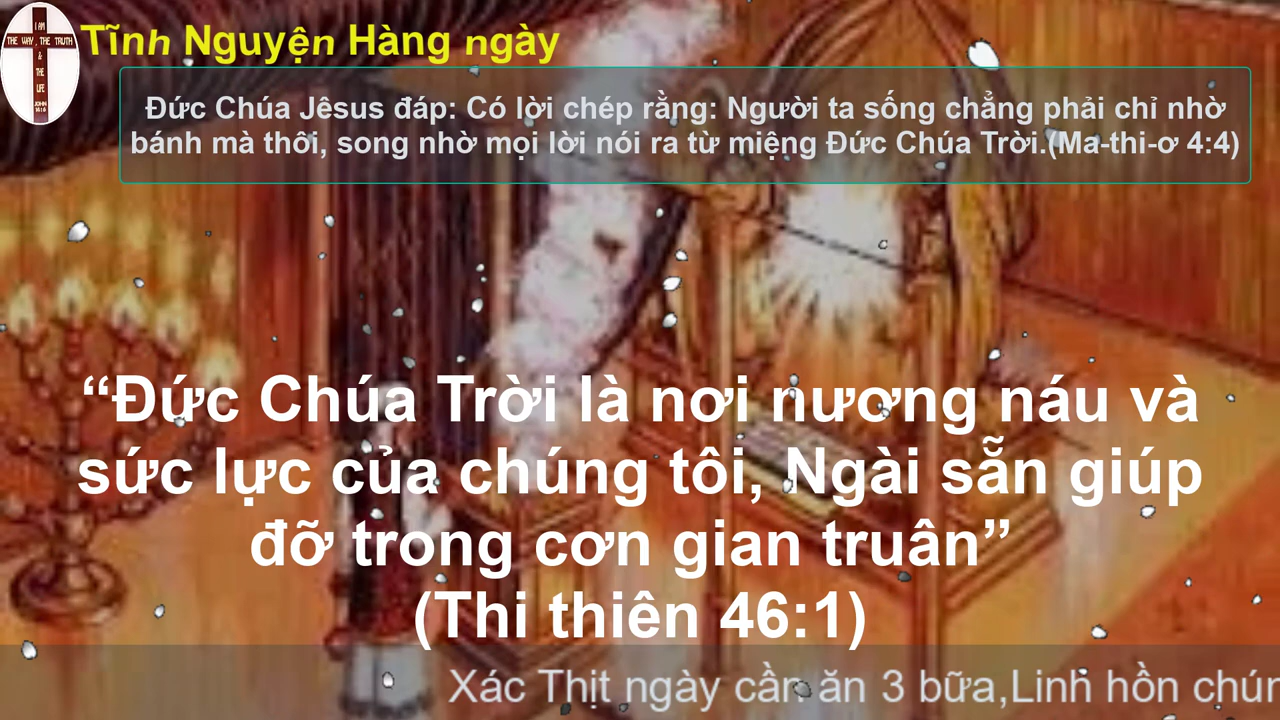 I AM
THE WAY, THE TRUTH
&
THE
LIFE
JOHN
Tĩnh Nguyện Hàng ngày
Đức Chúa Jêsus đáp: Có lời chép rằng: Người ta sống chẳng phải chỉ nhờ
bánh mà thôi, song nhờ mọi lời nói ra từ miệng Đức Chúa Trời.(Ma-thi-ơ 4:4)
“Đức Chúa Trời là nơi nương náu và
sức lực của chúng tôi, Ngài sẵn giúp
đỡ trong cơn gian truân”
(Thi thiên 46:1)
Xác Thịt ngày cần ăn 3 bữa,Linh hồn chún